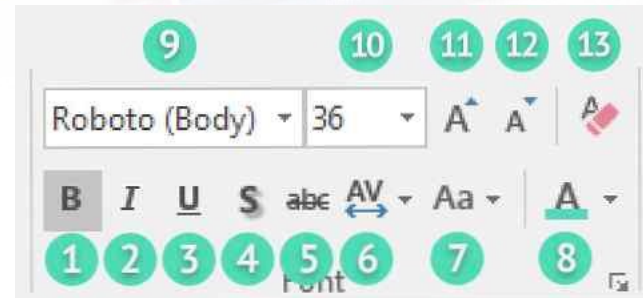 9 10 11 12 13
Roboto (Body) 36 A A A
B I U S abc AV Aa A
1 2 3 4 5 6 7 8
Font